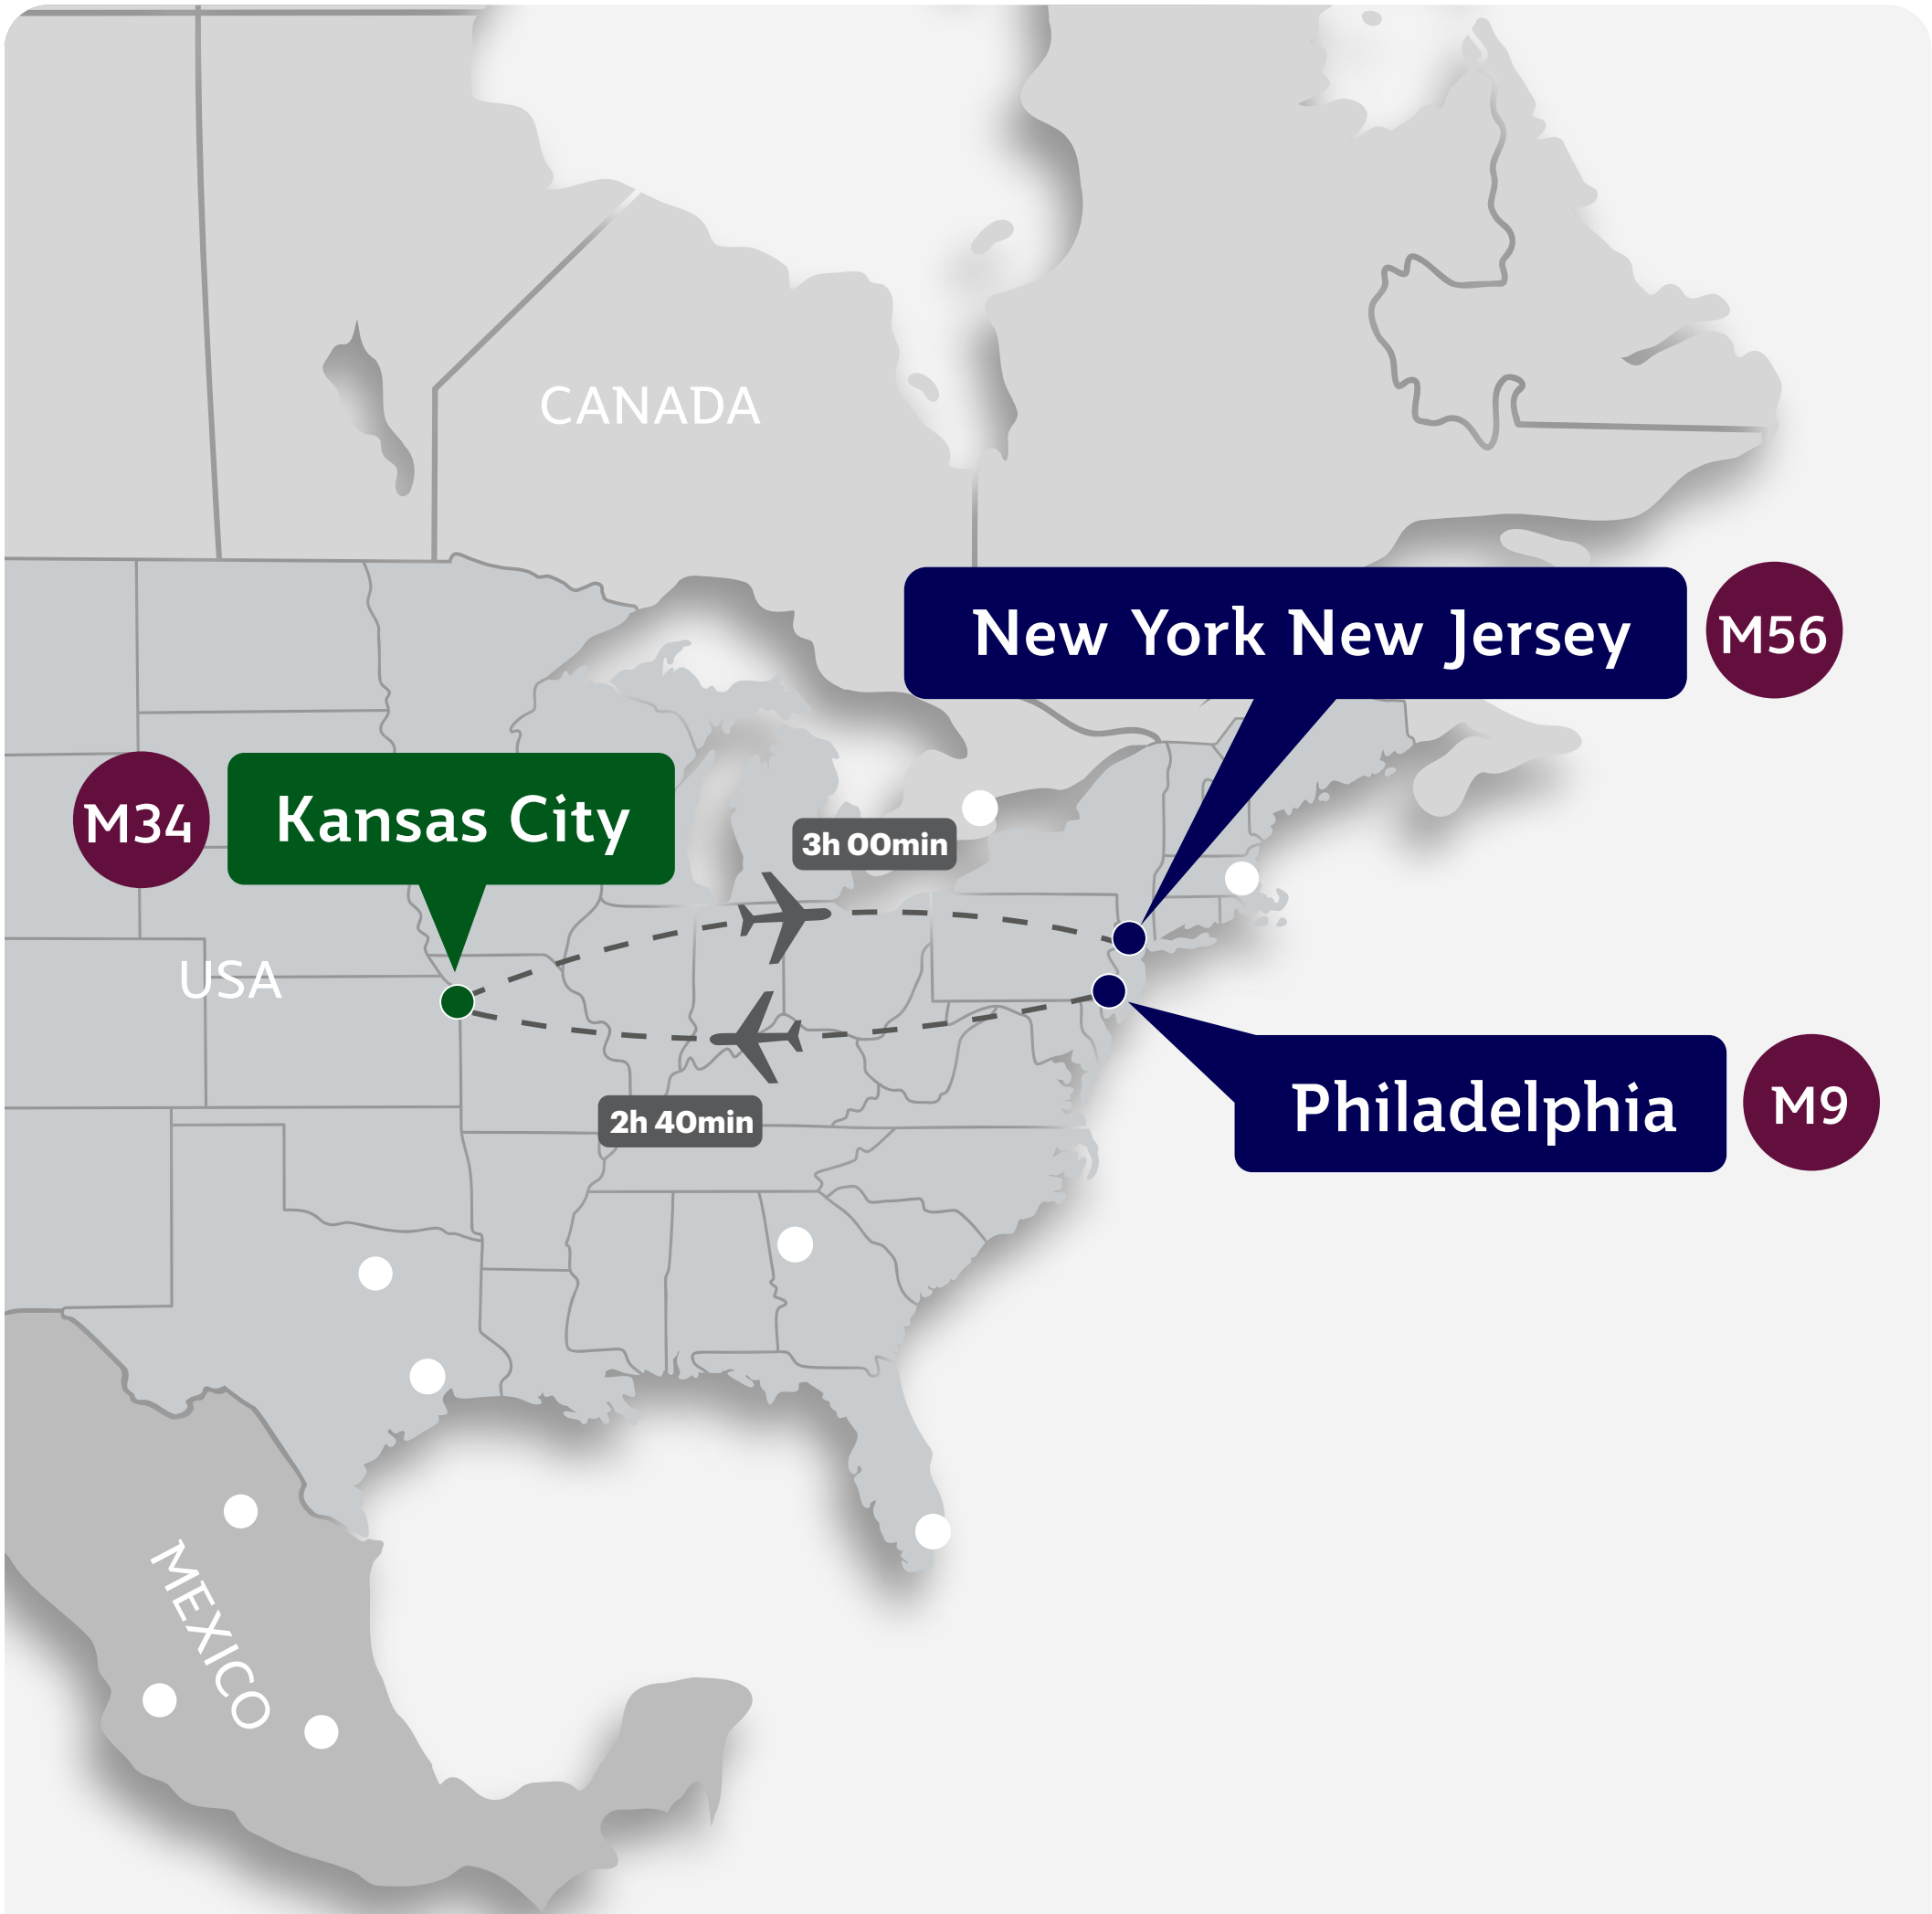 CANADA
New York New Jersey
M56
M34
Kansas City
3h 00min
USA
2h 40min
Philadelphia
M9
MEXICO